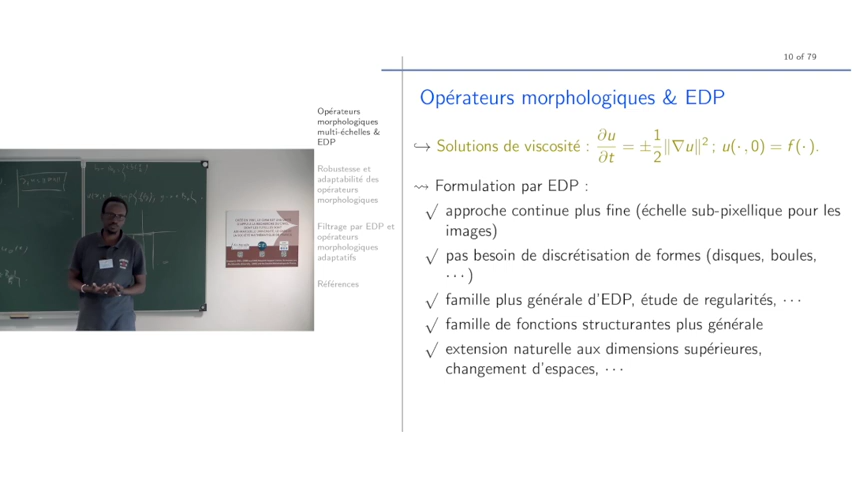 10 of 79
Opérateurs
morphologiques
multi-échelles &
EDP
Robustesse et
adaptabilité des
opérateurs
morphologiques
Filtrage par EDP et
opérateurs
morphologiques
adaptatifs
Références
Opérateurs morphologiques & EDP
↪ Solutions de viscosité : ∂u/∂t = ±1/2‖∇u‖² ; u(· , 0) = f(· ).
⇝ Formulation par EDP :
√ approche continue plus fine (échelle sub-pixellique pour les
images)
√ pas besoin de discrétisation de formes (disques, boules,
· · · )
√ famille plus générale d'EDP, étude de regularités, · · ·
√ famille de fonctions structurantes plus générale
√ extension naturelle aux dimensions supérieures,
changement d'espaces, · · ·